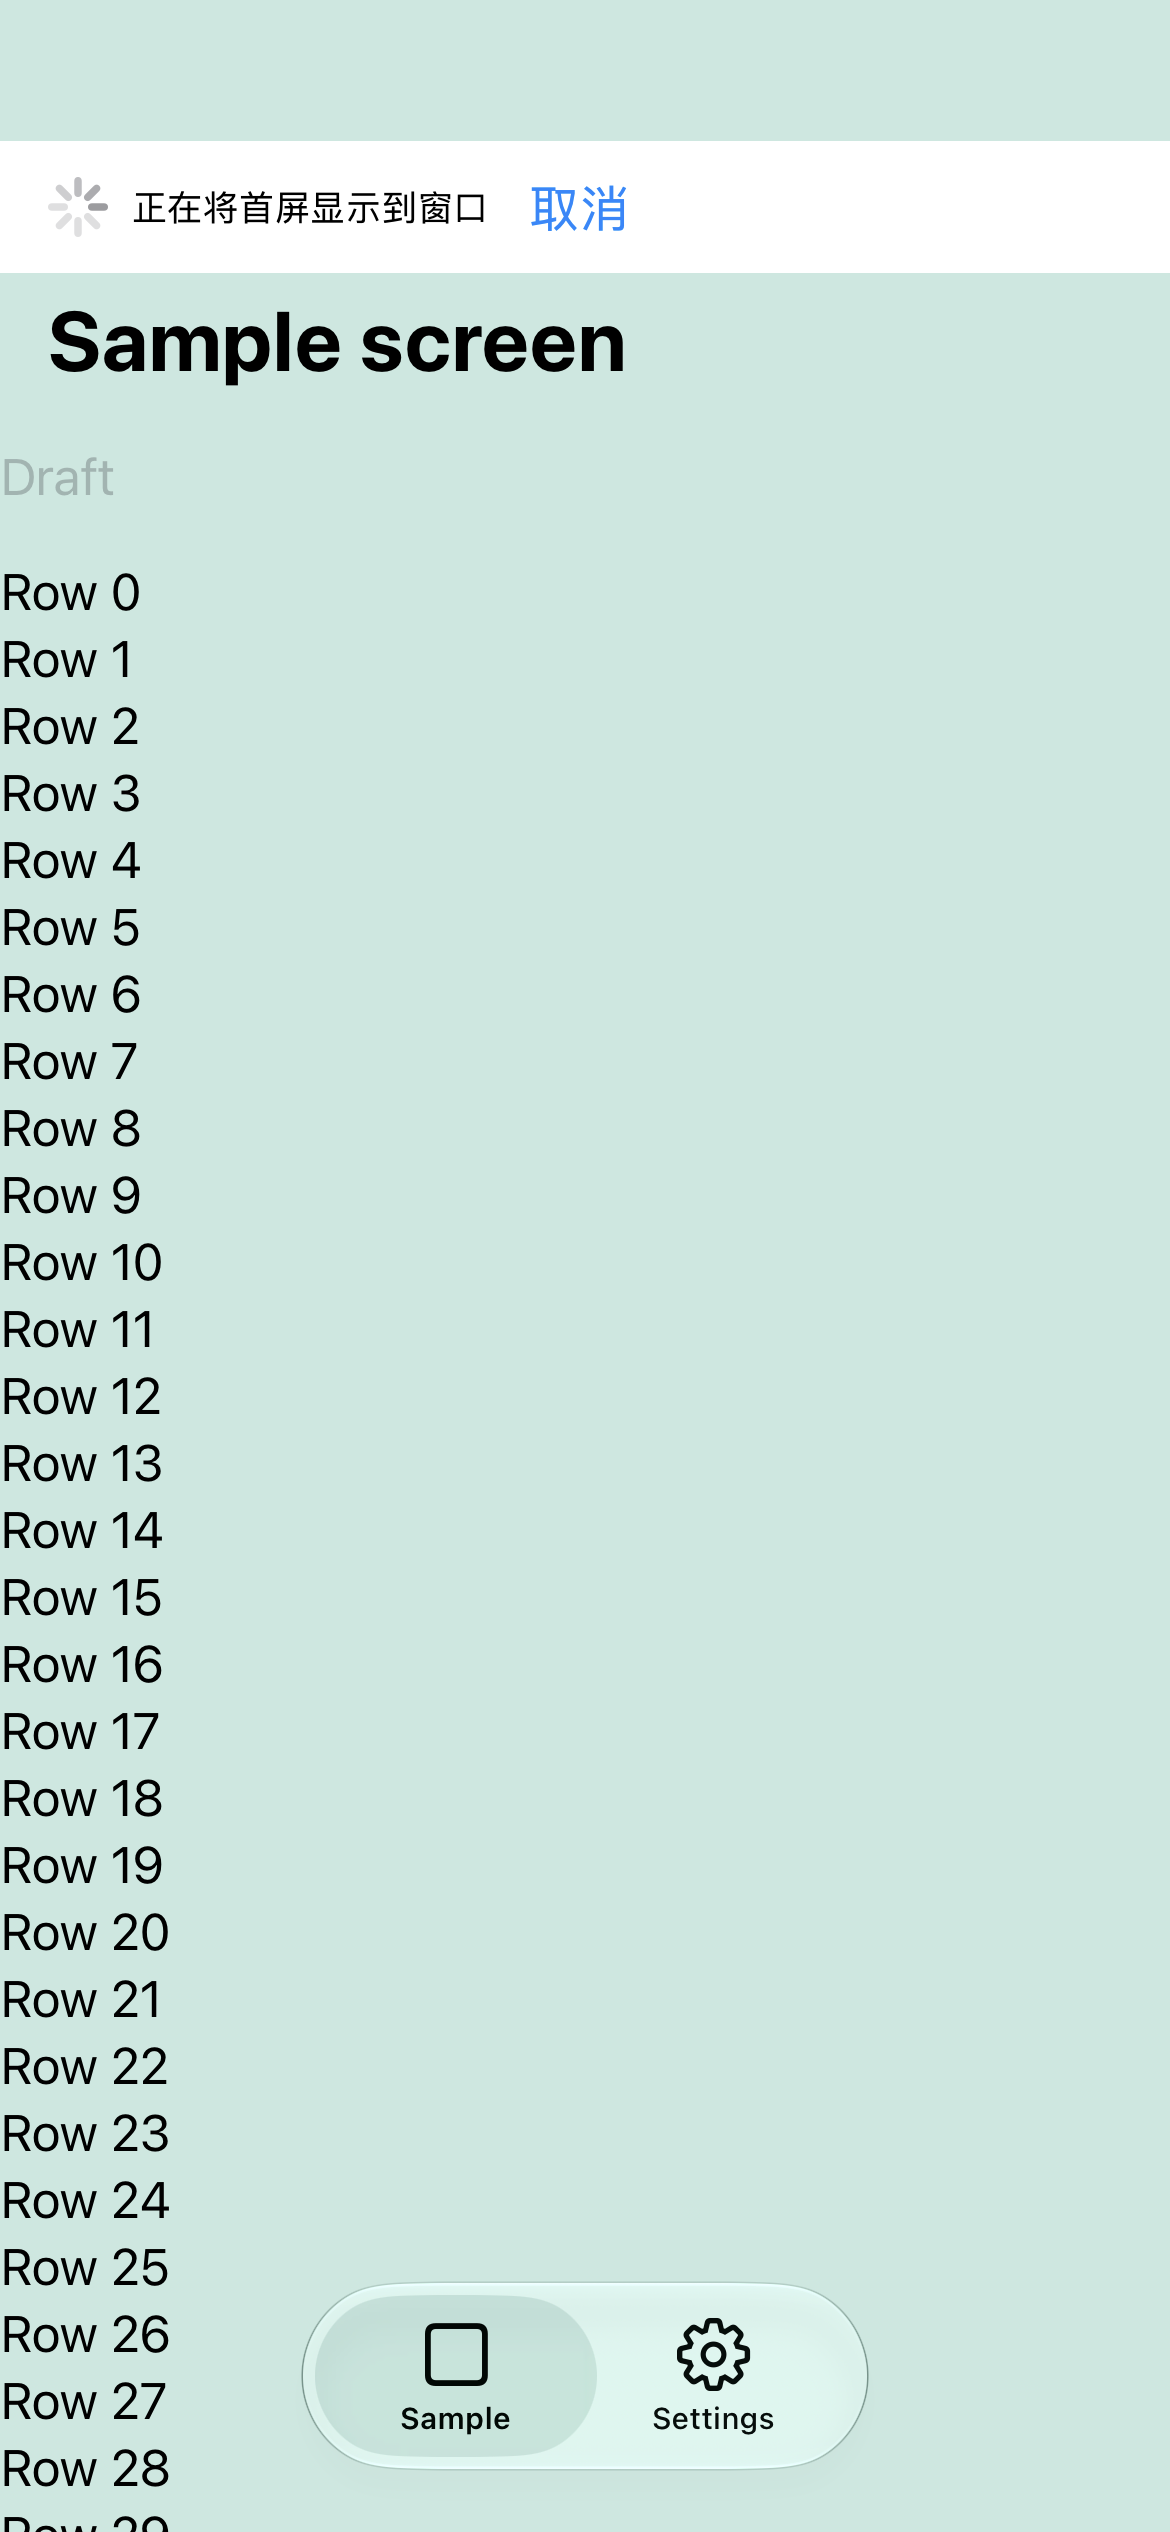 正在将首屏显示到窗口 取消
Sample screen
Draft
Row 0
Row 1
Row 2
Row 3
Row 4
Row 5
Row 6
Row 7
Row 8
Row 9
Row 10
Row 11
Row 12
Row 13
Row 14
Row 15
Row 16
Row 17
Row 18
Row 19
Row 20
Row 21
Row 22
Row 23
Row 24
Row 25
Row 26
Row 27
Row 28
Row 29
Sample Settings